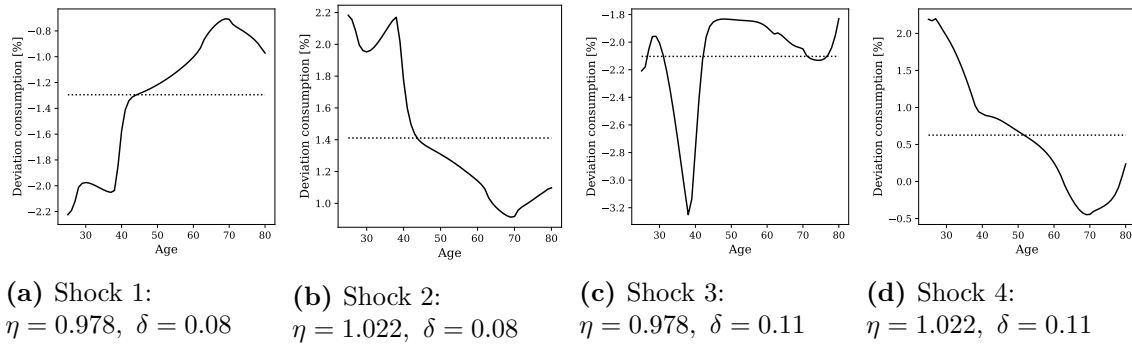 Deviation consumption [%]
−0.8
−1.0
−1.2
−1.4
−1.6
−1.8
−2.0
−2.2
30 40 50 60 70 80
Age
Deviation consumption [%]
2.2
2.0
1.8
1.6
1.4
1.2
1.0
30 40 50 60 70 80
Age
Deviation consumption [%]
−1.8
−2.0
−2.2
−2.4
−2.6
−2.8
−3.0
−3.2
30 40 50 60 70 80
Age
Deviation consumption [%]
2.0
1.5
1.0
0.5
0.0
−0.5
30 40 50 60 70 80
Age
(a) Shock 1:
η = 0.978, δ = 0.08
(b) Shock 2:
η = 1.022, δ = 0.08
(c) Shock 3:
η = 0.978, δ = 0.11
(d) Shock 4:
η = 1.022, δ = 0.11